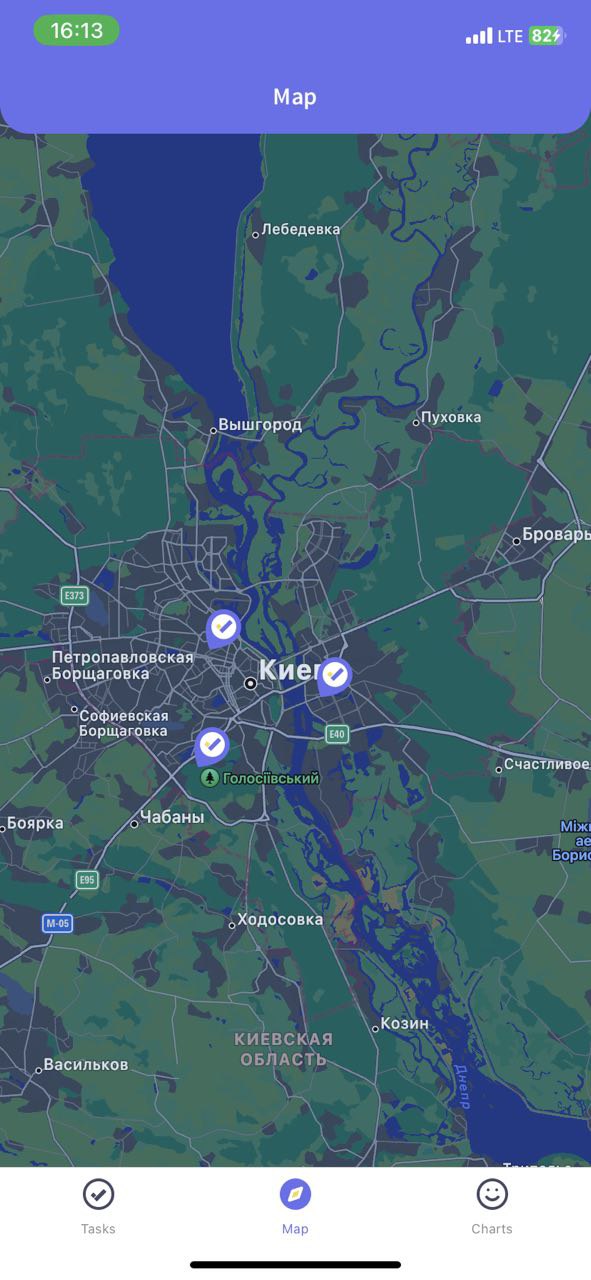 16:13
LTE 82
Map
Лебедевка
Вышгород
Пуховка
Бровары
E373
Петропавловская
Борщаговка
Киев
Софиевская
Борщаговка
E40
Счастливое
Голосіївський
Боярка
Чабаны
Між
ае
Борис
E95
M-05
Ходосовка
Козин
КИЕВСКАЯ
ОБЛАСТЬ
Васильков
Днепр
Tasks
Map
Charts